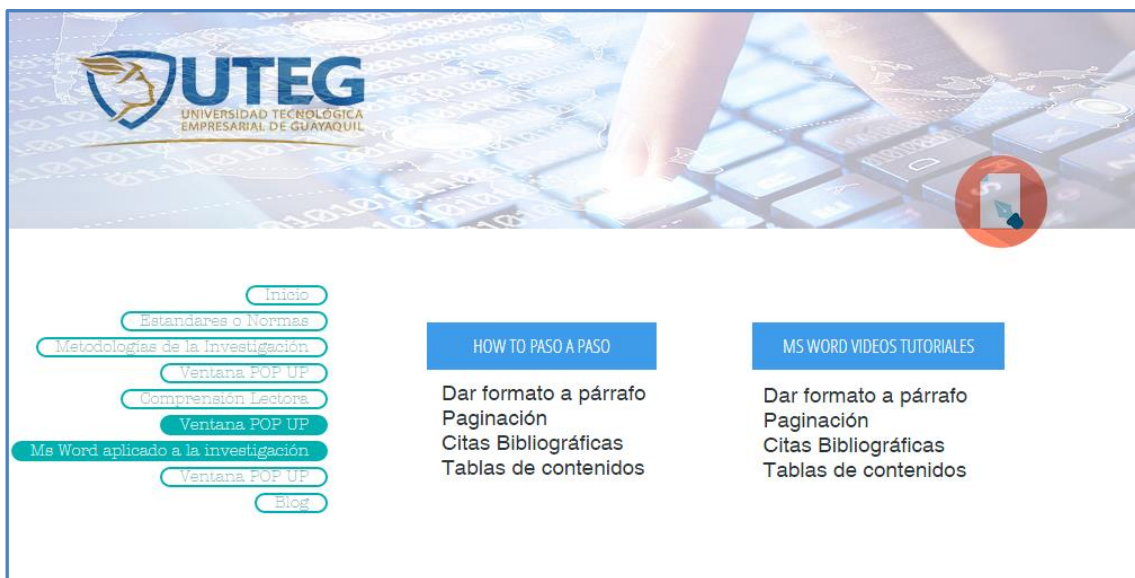 UTEG
UNIVERSIDAD TECNOLÓGICA
EMPRESARIAL DE GUAYAQUIL
Inicio
Estandares o Normas
Metodologías de la Investigación
Ventana POP UP
Comprensión Lectora
Ventana POP UP
Ms Word aplicado a la investigación
Ventana POP UP
Blog
HOW TO PASO A PASO
Dar formato a párrafo
Paginación
Citas Bibliográficas
Tablas de contenidos
MS WORD VIDEOS TUTORIALES
Dar formato a párrafo
Paginación
Citas Bibliográficas
Tablas de contenidos